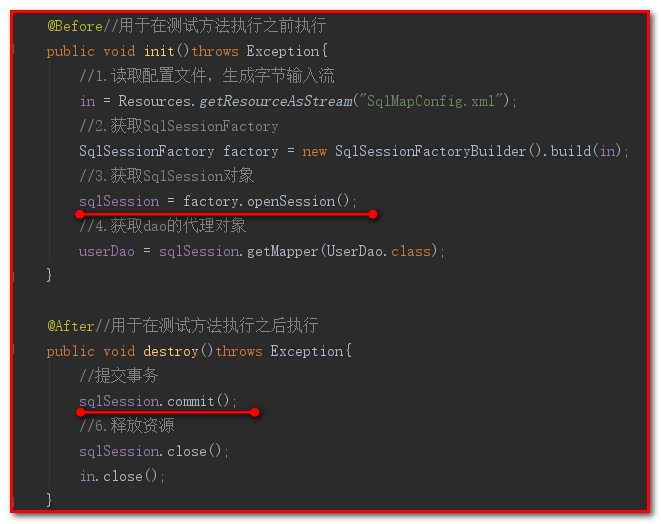 @Before//用于在测试方法执行之前执行
public void init()throws Exception{
//1.读取配置文件，生成字节输入流
in = Resources.getResourceAsStream("SqlMapConfig.xml");
//2.获取SqlSessionFactory
SqlSessionFactory factory = new SqlSessionFactoryBuilder().build(in);
//3.获取SqlSession对象
sqlSession = factory.openSession();
//4.获取dao的代理对象
userDao = sqlSession.getMapper(UserDao.class);
}
@After//用于在测试方法执行之后执行
public void destroy()throws Exception{
//提交事务
sqlSession.commit();
//6.释放资源
sqlSession.close();
in.close();
}